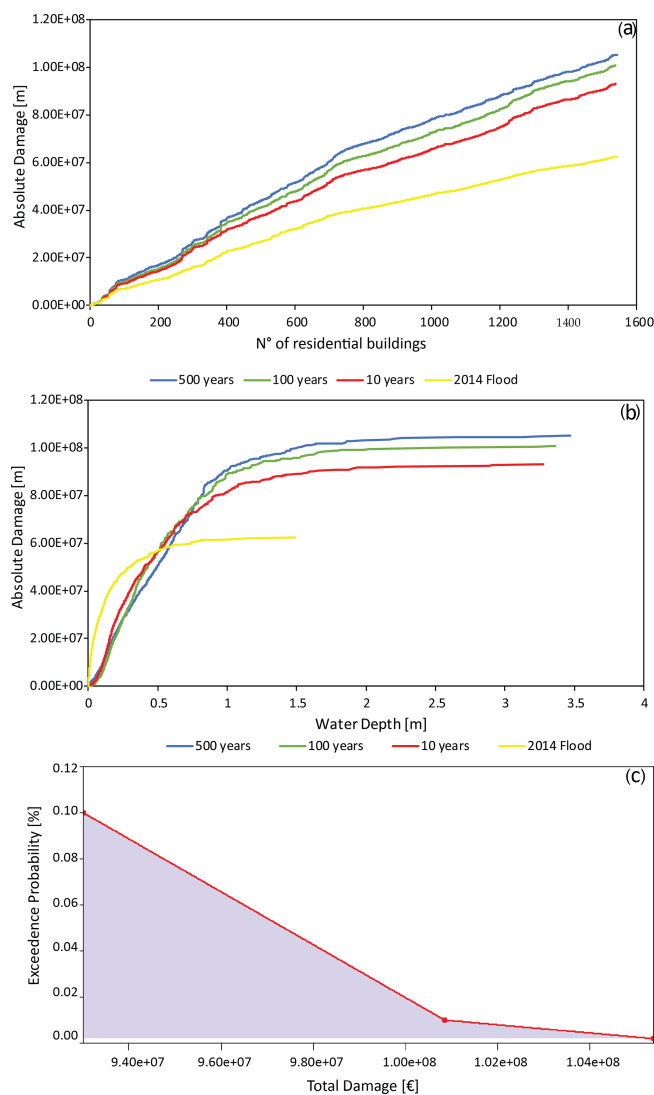 (a)
Absolute Damage [m]
1.20E+08
1.00E+08
8.00E+07
6.00E+07
4.00E+07
2.00E+07
0.00E+00
0 200 400 600 800 1000 1200 1400 1600
N° of residential buildings
500 years 100 years 10 years 2014 Flood
(b)
Absolute Damage [m]
1.20E+08
1.00E+08
8.00E+07
6.00E+07
4.00E+07
2.00E+07
0.00E+00
0 0.5 1 1.5 2 2.5 3 3.5 4
Water Depth [m]
500 years 100 years 10 years 2014 Flood
(c)
Exceedence Probability [%]
0.12
0.10
0.08
0.06
0.04
0.02
0.00
9.40e+07 9.60e+07 9.80e+07 1.00e+08 1.02e+08 1.04e+08
Total Damage [€]